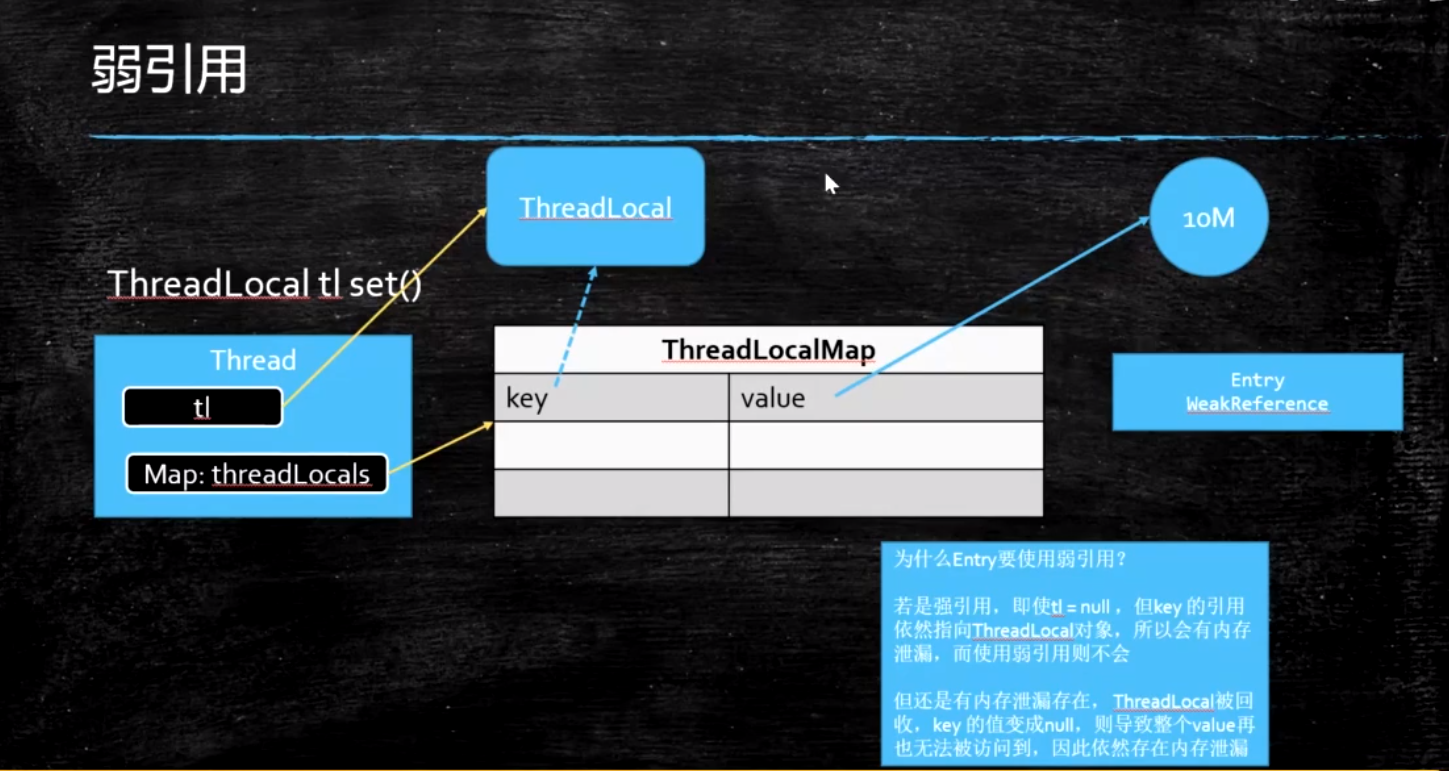 弱引用
ThreadLocal
10M
ThreadLocal tl set()
Thread
tl
Map: threadLocals
ThreadLocalMap
key
value
Entry
WeakReference
为什么Entry要使用弱引用？
若是强引用，即使tl = null ，但key 的引用
依然指向ThreadLocal对象，所以会有内存
泄漏，而使用弱引用则不会
但还是有内存泄漏存在，ThreadLocal被回
收，key 的值变成null，则导致整个value再
也无法被访问到，因此依然存在内存泄漏